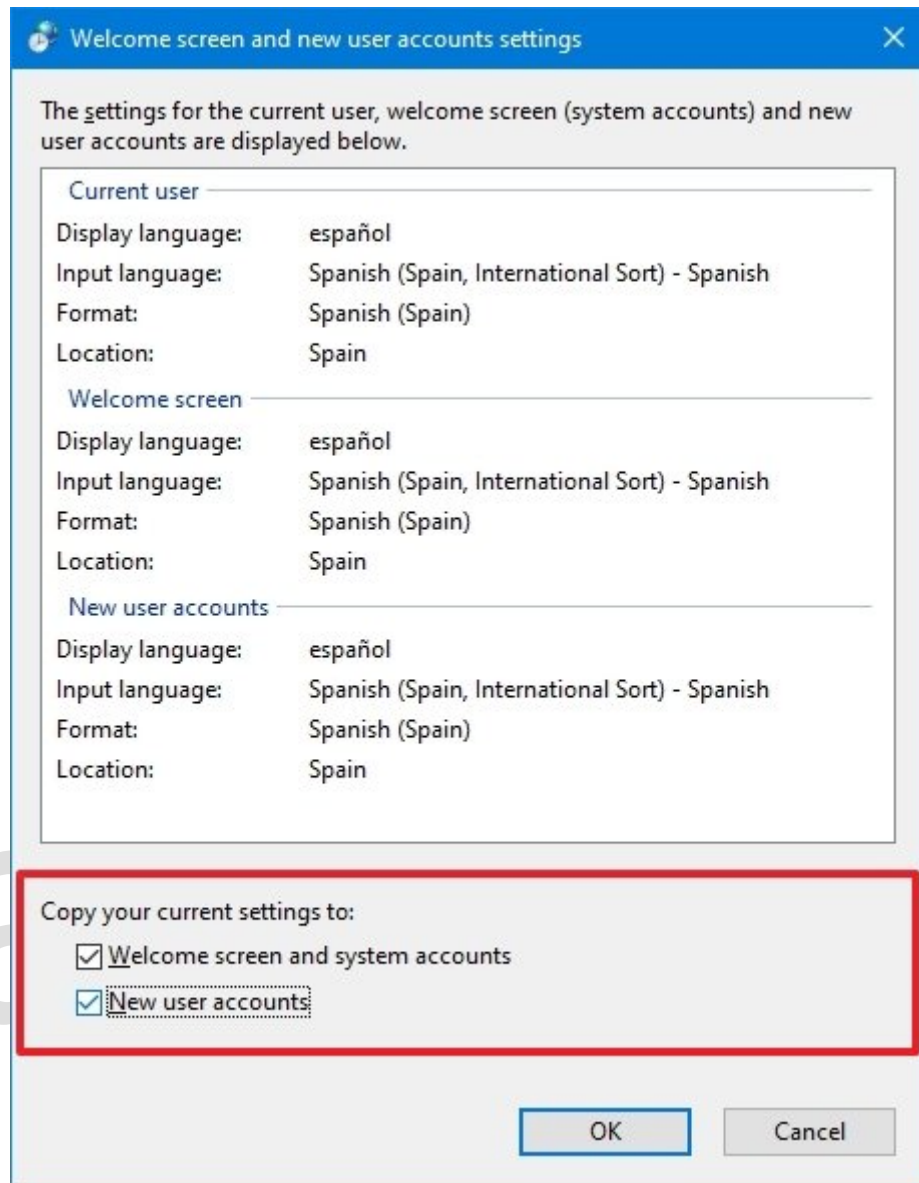 Welcome screen and new user accounts settings
The settings for the current user, welcome screen (system accounts) and new
user accounts are displayed below.
Current user
Display language: español
Input language: Spanish (Spain, International Sort) - Spanish
Format: Spanish (Spain)
Location: Spain
Welcome screen
Display language: español
Input language: Spanish (Spain, International Sort) - Spanish
Format: Spanish (Spain)
Location: Spain
New user accounts
Display language: español
Input language: Spanish (Spain, International Sort) - Spanish
Format: Spanish (Spain)
Location: Spain
Copy your current settings to:
Welcome screen and system accounts
New user accounts
OK Cancel